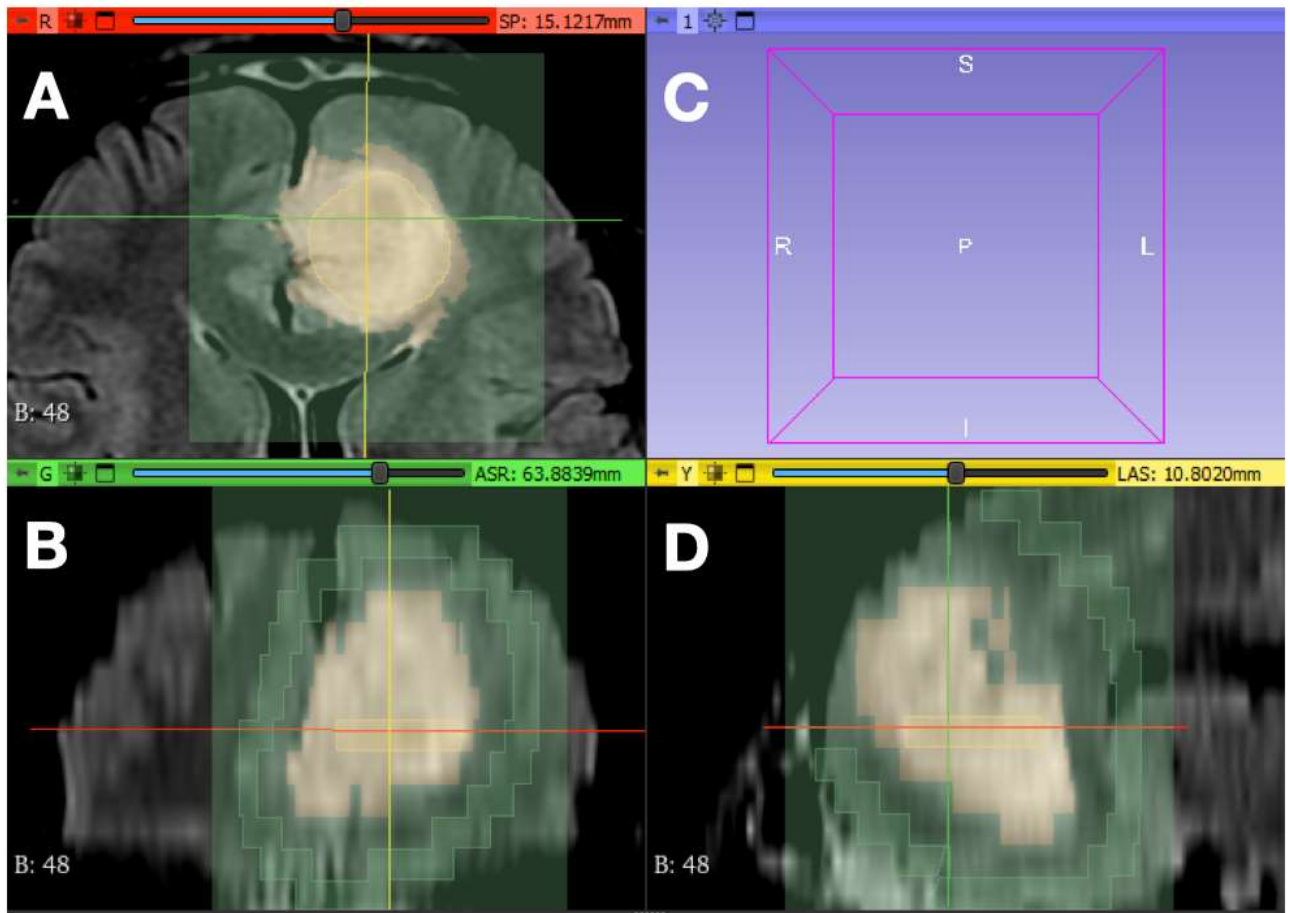 R SP: 15.1217mm
1
A
B: 48
C
S
R P L
I
G ASR: 63.8839mm
Y LAS: 10.8020mm
B
B: 48
D
B: 48